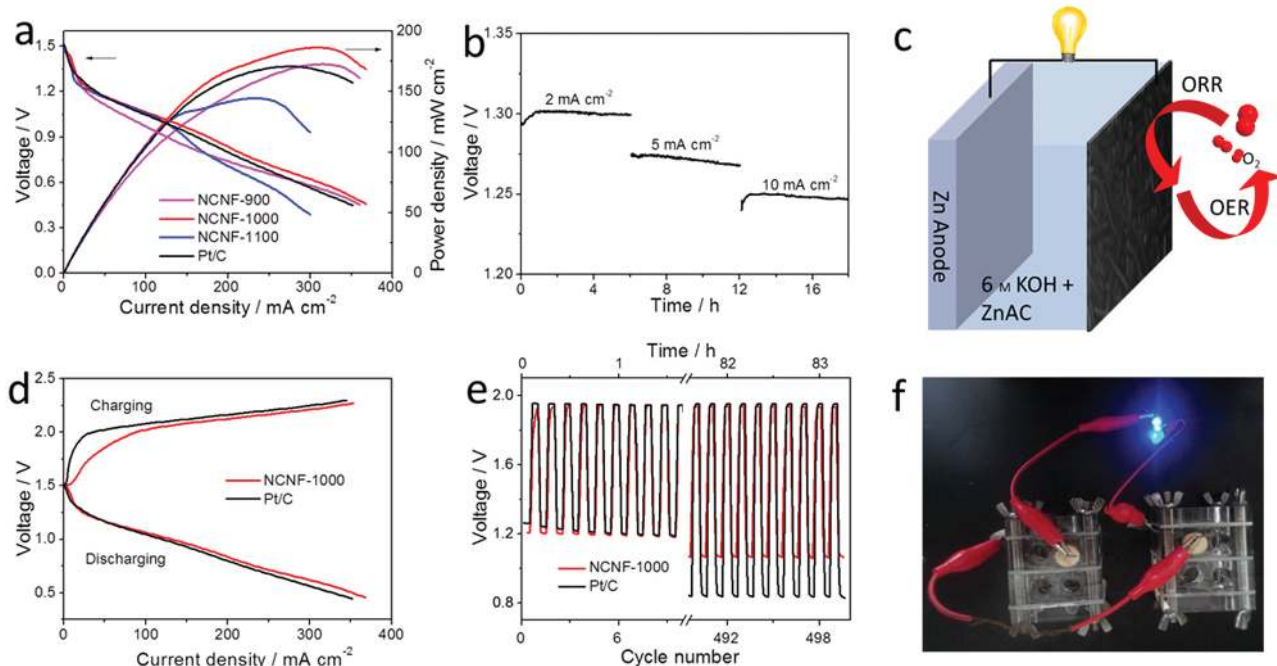 a
200
150
100
50
0
Power density / mW cm⁻²
1.5
1.2
0.9
0.6
0.3
0.0
Voltage / V
NCNF-900
NCNF-1000
NCNF-1100
Pt/C
0 100 200 300 400
Current density / mA cm⁻²
b
1.35
1.30
1.25
1.20
Voltage / V
2 mA cm⁻²
5 mA cm⁻²
10 mA cm⁻²
0 4 8 12 16
Time / h
c
ORR
O₂
OER
Zn Anode
6 M KOH +
ZnAC
d
2.5
2.0
1.5
1.0
0.5
Voltage / V
Charging
NCNF-1000
Pt/C
Discharging
0 100 200 300 400
Current density / mA cm⁻²
e
Time / h
0 1 82 83
2.0
1.6
1.2
0.8
Voltage / V
NCNF-1000
Pt/C
0 6 492 498
Cycle number
f